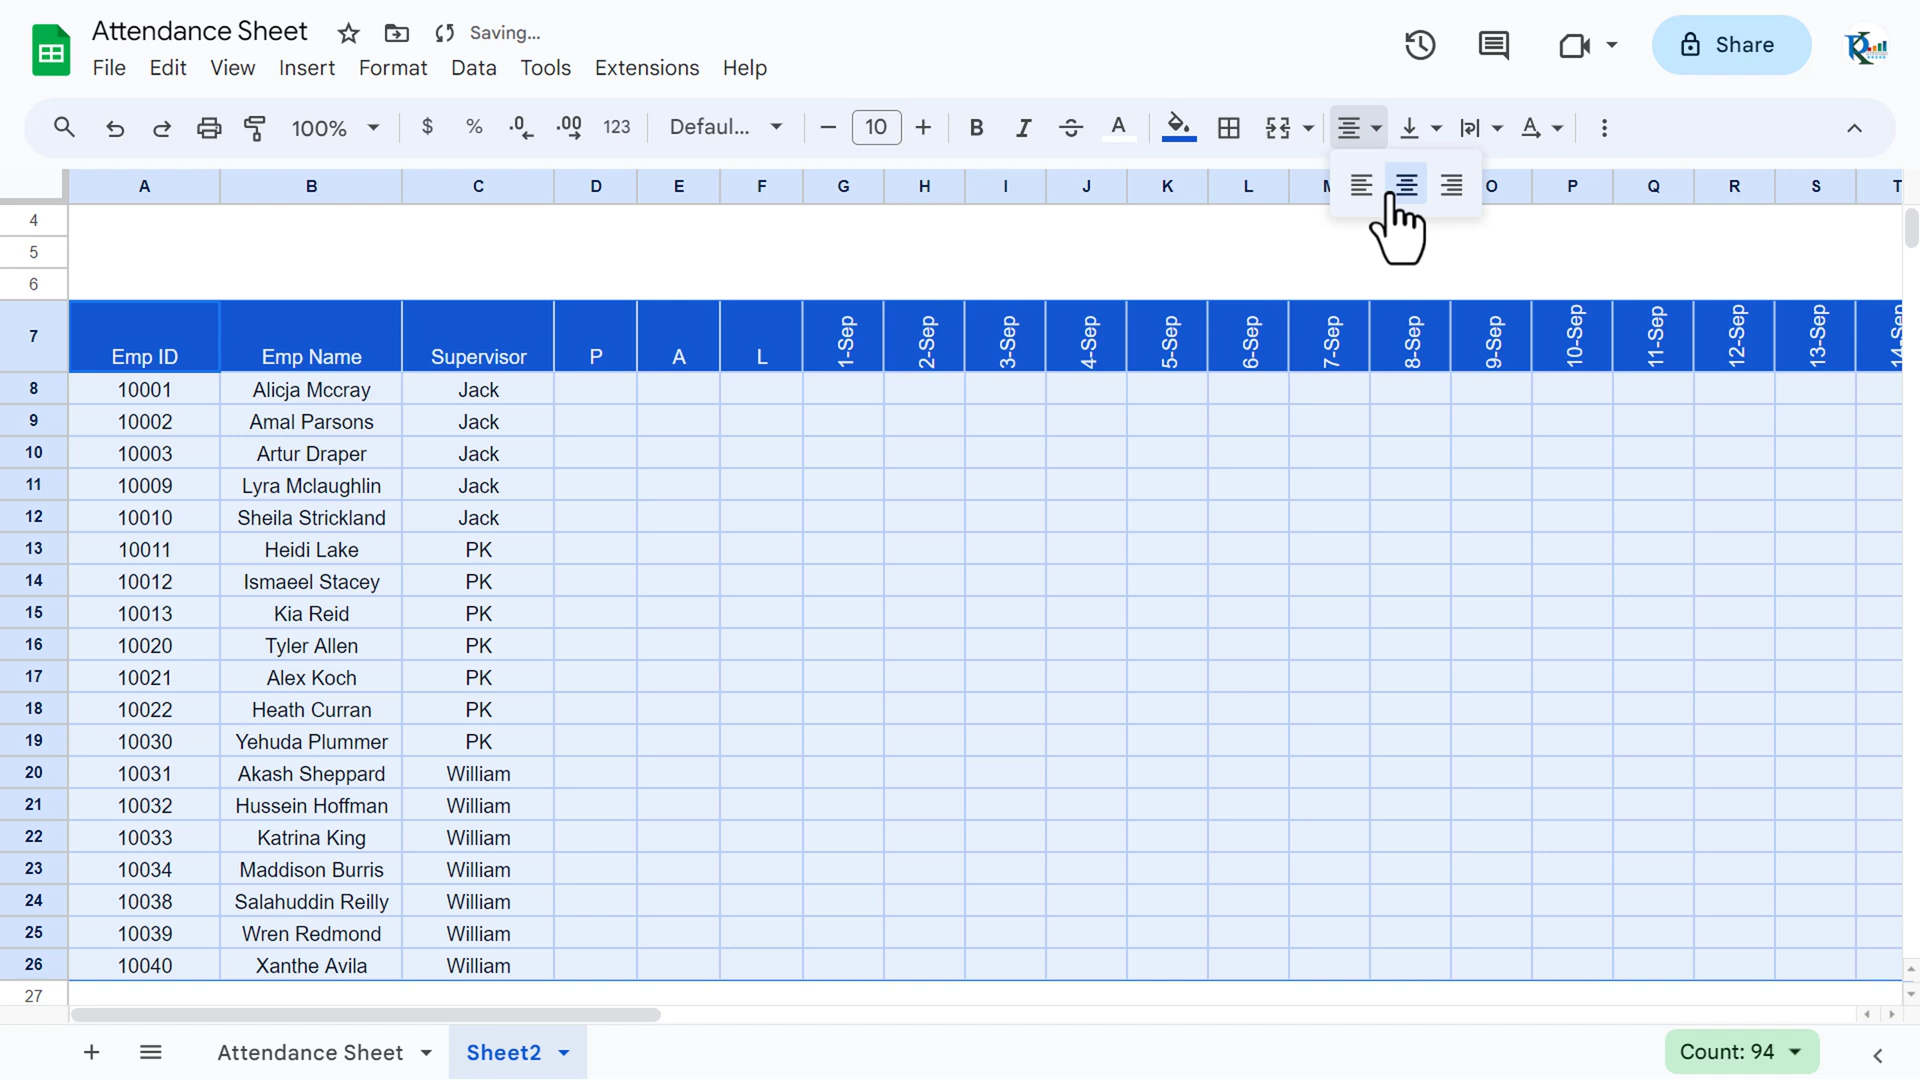 Attendance Sheet Saving...
File Edit View Insert Format Data Tools Extensions Help
Share
100% $ % .0 .00 123 Defaul... 10 B I A A
A B C D E F G H I J K L M O P Q R S T
4
5
6
7 Emp ID Emp Name Supervisor P A L 1-Sep 2-Sep 3-Sep 4-Sep 5-Sep 6-Sep 7-Sep 8-Sep 9-Sep 10-Sep 11-Sep 12-Sep 13-Sep 14-Sep
8 10001 Alicja Mccray Jack
9 10002 Amal Parsons Jack
10 10003 Artur Draper Jack
11 10009 Lyra Mclaughlin Jack
12 10010 Sheila Strickland Jack
13 10011 Heidi Lake PK
14 10012 Ismaeel Stacey PK
15 10013 Kia Reid PK
16 10020 Tyler Allen PK
17 10021 Alex Koch PK
18 10022 Heath Curran PK
19 10030 Yehuda Plummer PK
20 10031 Akash Sheppard William
21 10032 Hussein Hoffman William
22 10033 Katrina King William
23 10034 Maddison Burris William
24 10038 Salahuddin Reilly William
25 10039 Wren Redmond William
26 10040 Xanthe Avila William
27
Attendance Sheet Sheet2 Count: 94